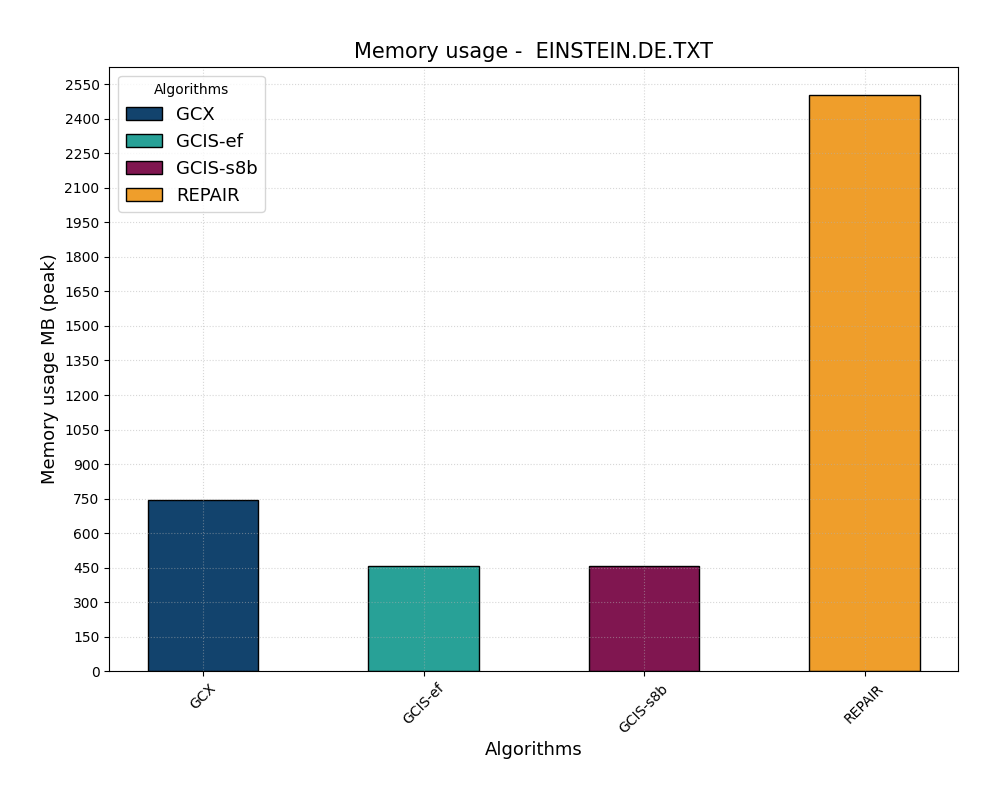 Memory usage -  EINSTEIN.DE.TXT
Algorithms
GCX
GCIS-ef
GCIS-s8b
REPAIR
Memory usage MB (peak)
2550
2400
2250
2100
1950
1800
1650
1500
1350
1200
1050
900
750
600
450
300
150
0
GCX
GCIS-ef
GCIS-s8b
REPAIR
Algorithms